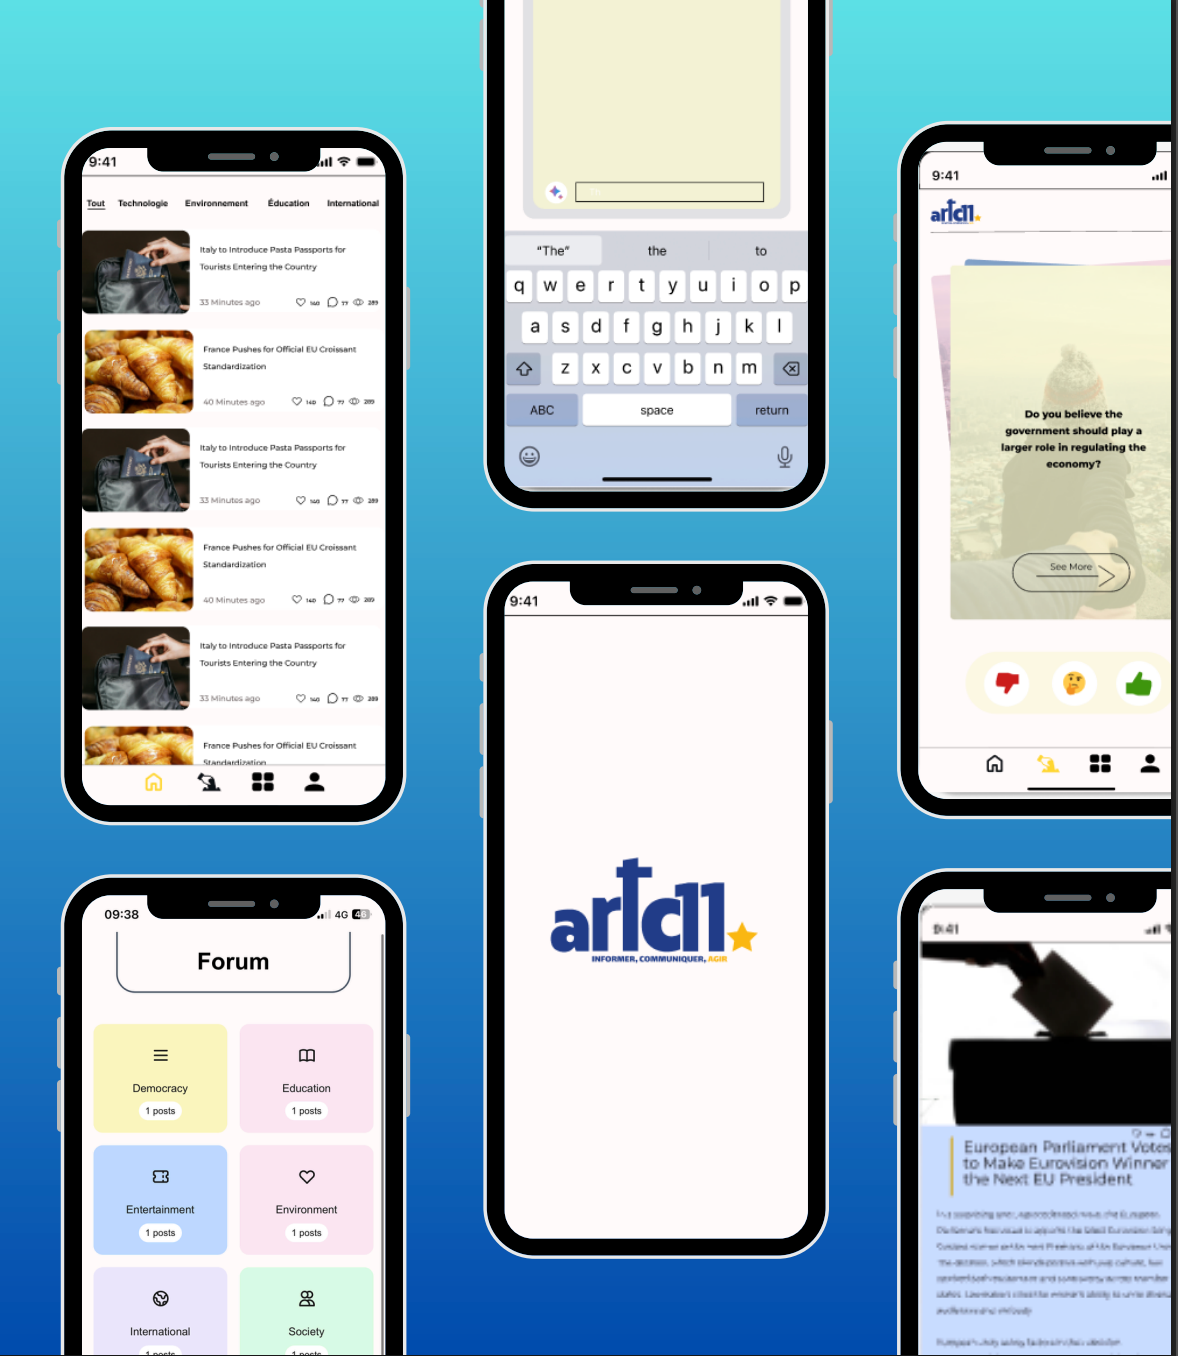 9:41
Tout Technologie Environnement Éducation International
Italy to Introduce Pasta Passports for
Tourists Entering the Country
33 Minutes ago 140 77 289
France Pushes for Official EU Croissant
Standardization
40 Minutes ago 140 77 289
Italy to Introduce Pasta Passports for
Tourists Entering the Country
33 Minutes ago 140 77 289
France Pushes for Official EU Croissant
Standardization
40 Minutes ago 140 77 289
Italy to Introduce Pasta Passports for
Tourists Entering the Country
33 Minutes ago 140 77 289
France Pushes for Official EU Croissant
Standardization
09:38 4G 46
Forum
Democracy
1 posts
Education
1 posts
Entertainment
1 posts
Environment
1 posts
International
1 posts
Society
1 posts
"The" the to
q w e r t y u i o p
a s d f g h j k l
z x c v b n m
ABC space return
9:41
artcl1
INFORMER, COMMUNIQUER, AGIR
9:41
artcl1
Do you believe the
government should play a
larger role in regulating the
economy?
See More
9:41
European Parliament Votes
to Make Eurovision Winner
the Next EU President